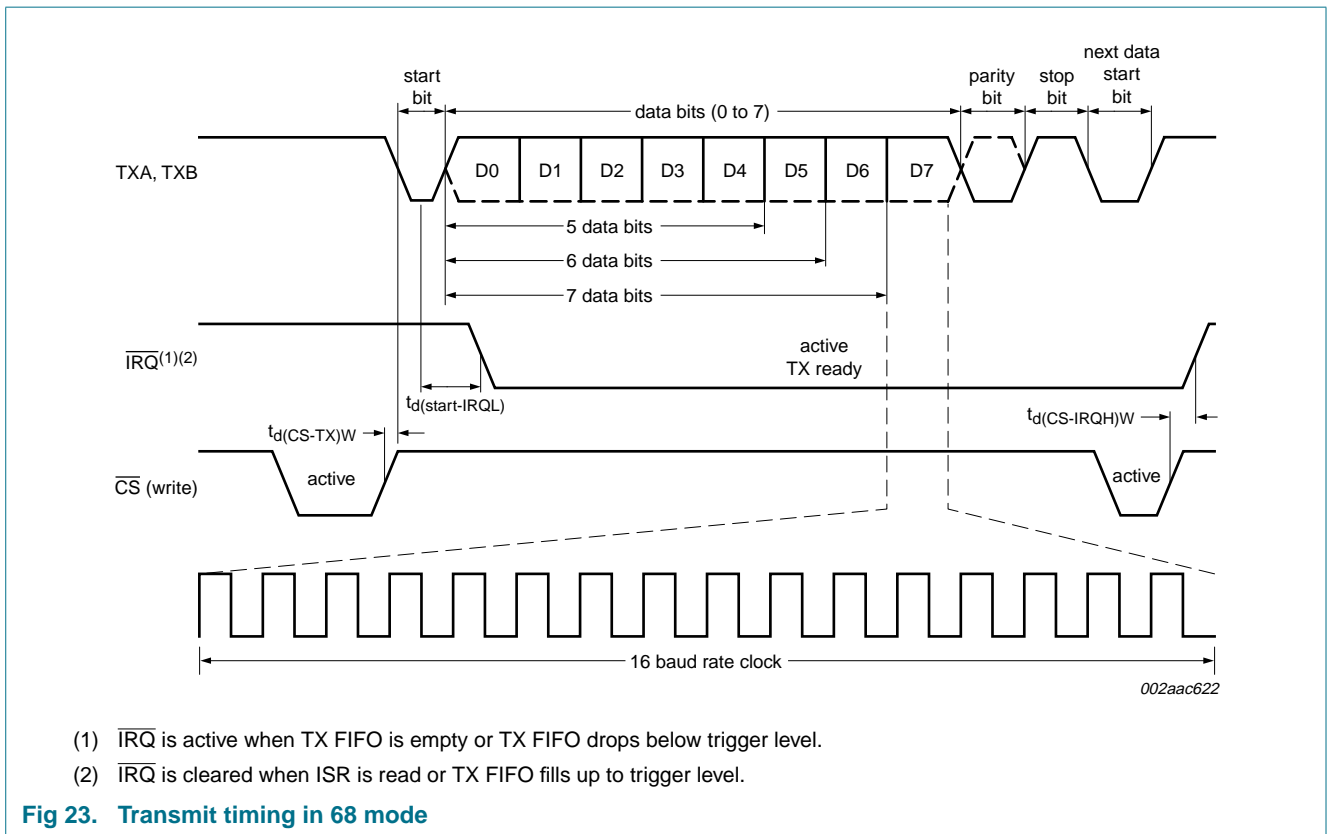 next data
start
bit
start
bit
parity
bit
stop
bit
data bits (0 to 7)
TXA, TXB
D0 D1 D2 D3 D4 D5 D6 D7
5 data bits
6 data bits
7 data bits
IRQ(1)(2)
active
TX ready
td(start-IRQL)
td(CS-TX)W
td(CS-IRQH)W
CS (write)
active
active
16 baud rate clock
002aac622
(1) IRQ is active when TX FIFO is empty or TX FIFO drops below trigger level.
(2) IRQ is cleared when ISR is read or TX FIFO fills up to trigger level.
Fig 23. Transmit timing in 68 mode